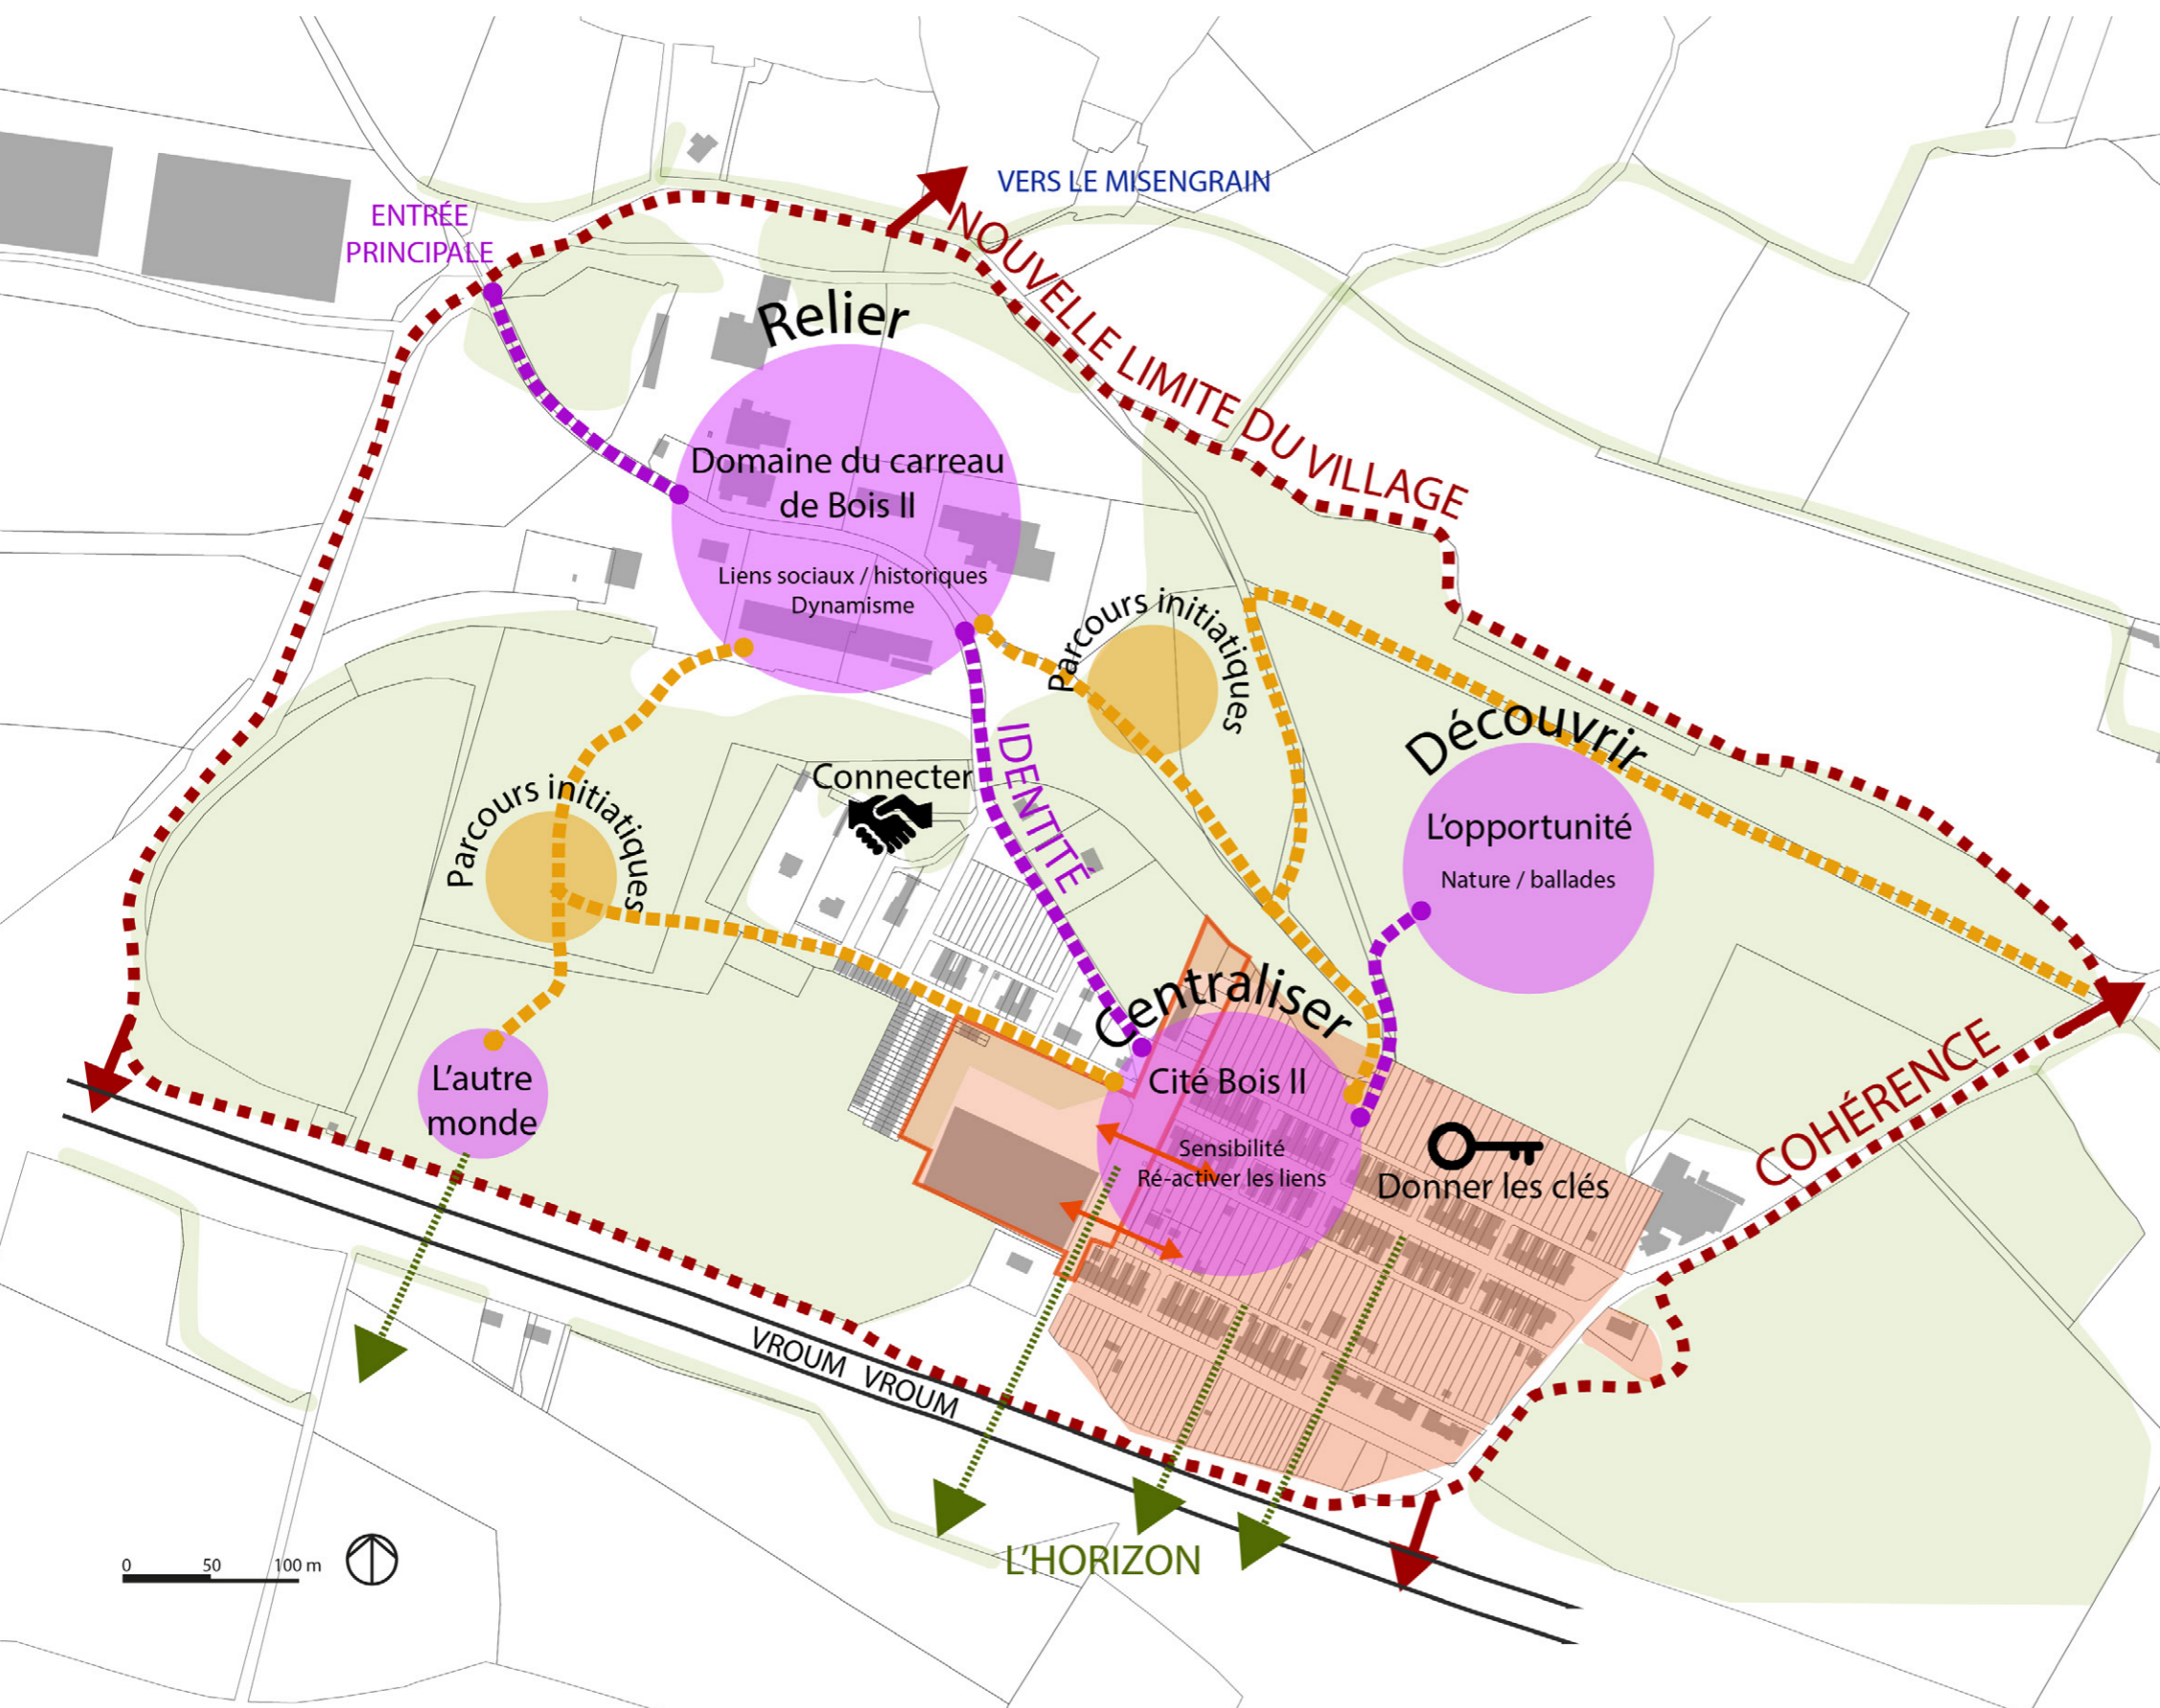 VERS LE MISENGRAIN
ENTRÉE
PRINCIPALE
NOUVELLE LIMITE DU VILLAGE
Relier
Domaine du carreau
de Bois II
Liens sociaux / historiques
Dynamisme
Parcours initiatiques
Découvrir
IDENTITÉ
Connecter
Parcours initiatiques
L'opportunité
Nature / ballades
Centraliser
L'autre
monde
Cité Bois II
Sensibilité
Ré-activer les liens
Donner les clés
COHÉRENCE
VROUM VROUM
L'HORIZON
0 50 100 m